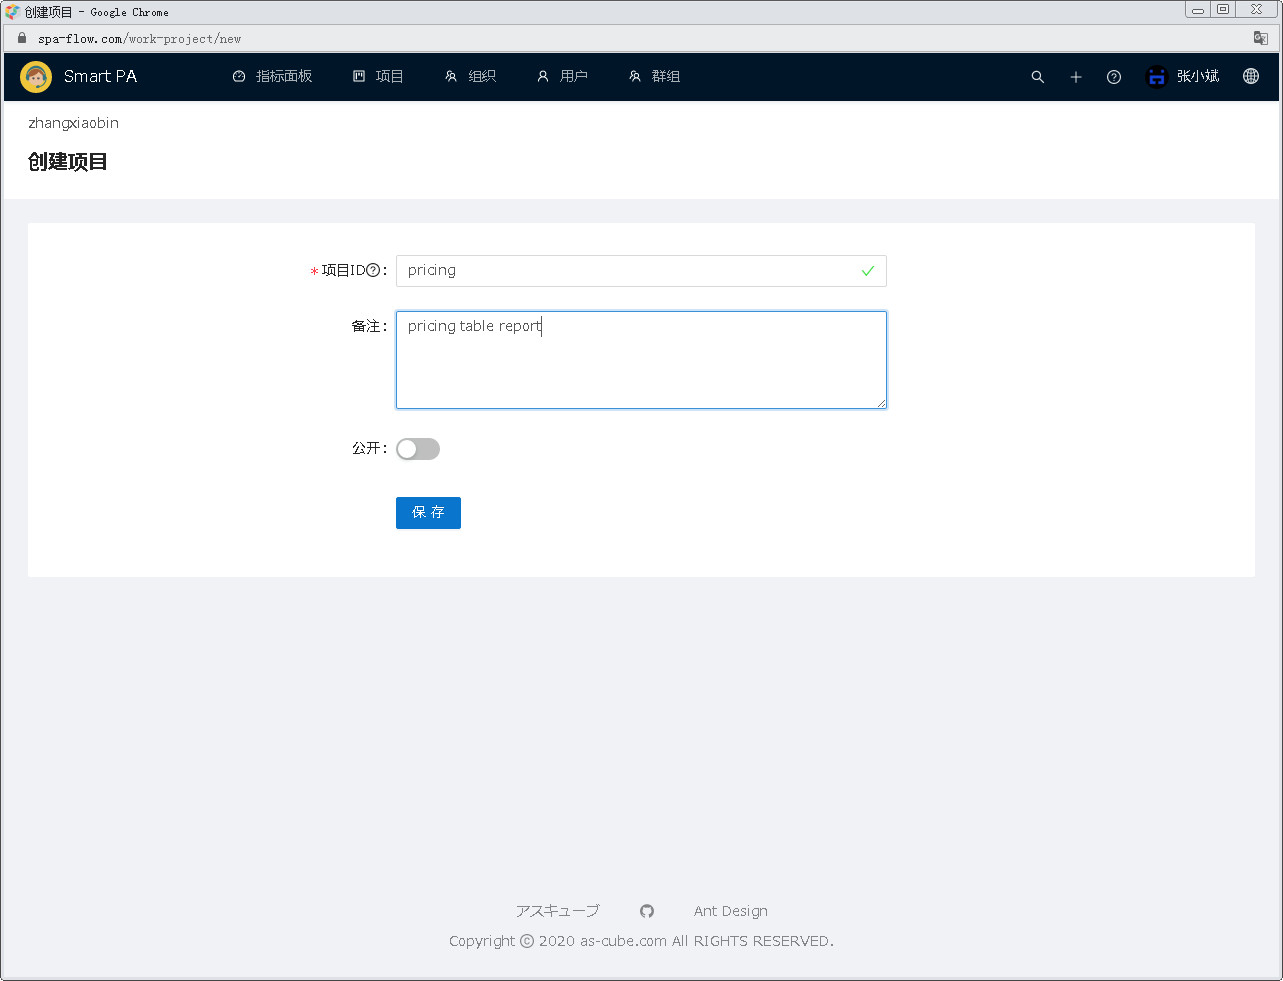 创建项目 - Google Chrome
spa-flow.com/work-project/new
Smart PA 指标面板 项目 组织 用户 群组 张小斌
zhangxiaobin
创建项目
* 项目ID? : pricing
备注 : pricing table report
公开 :
保 存
アスキューブ Ant Design
Copyright © 2020 as-cube.com All RIGHTS RESERVED.